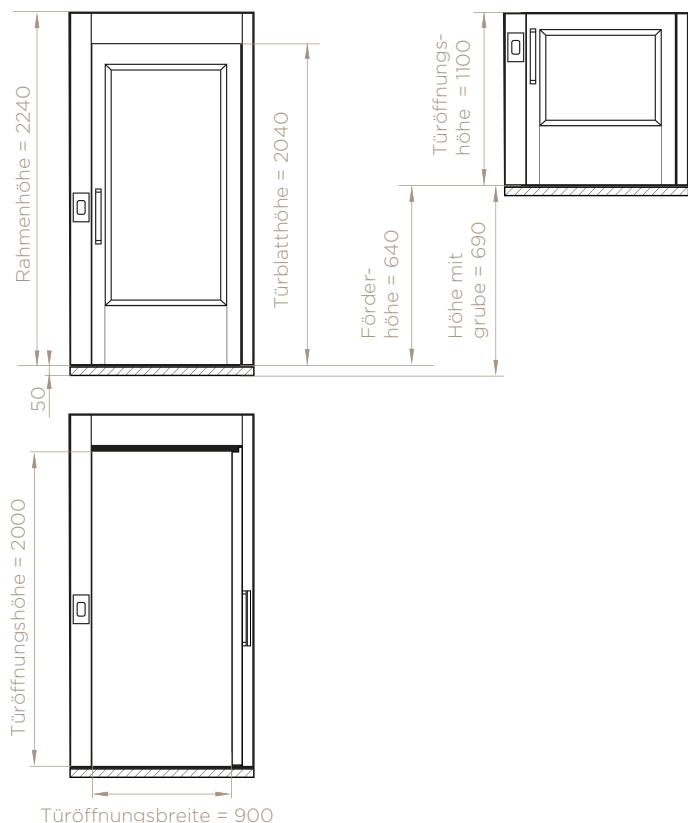 Rahmenhöhe = 2240
Türblatthöhe = 2040
50
Türöffnungs-
höhe = 1100
Förder-
höhe = 640
Höhe mit
grube = 690
Türöffnungshöhe = 2000
Türöffnungsbreite = 900